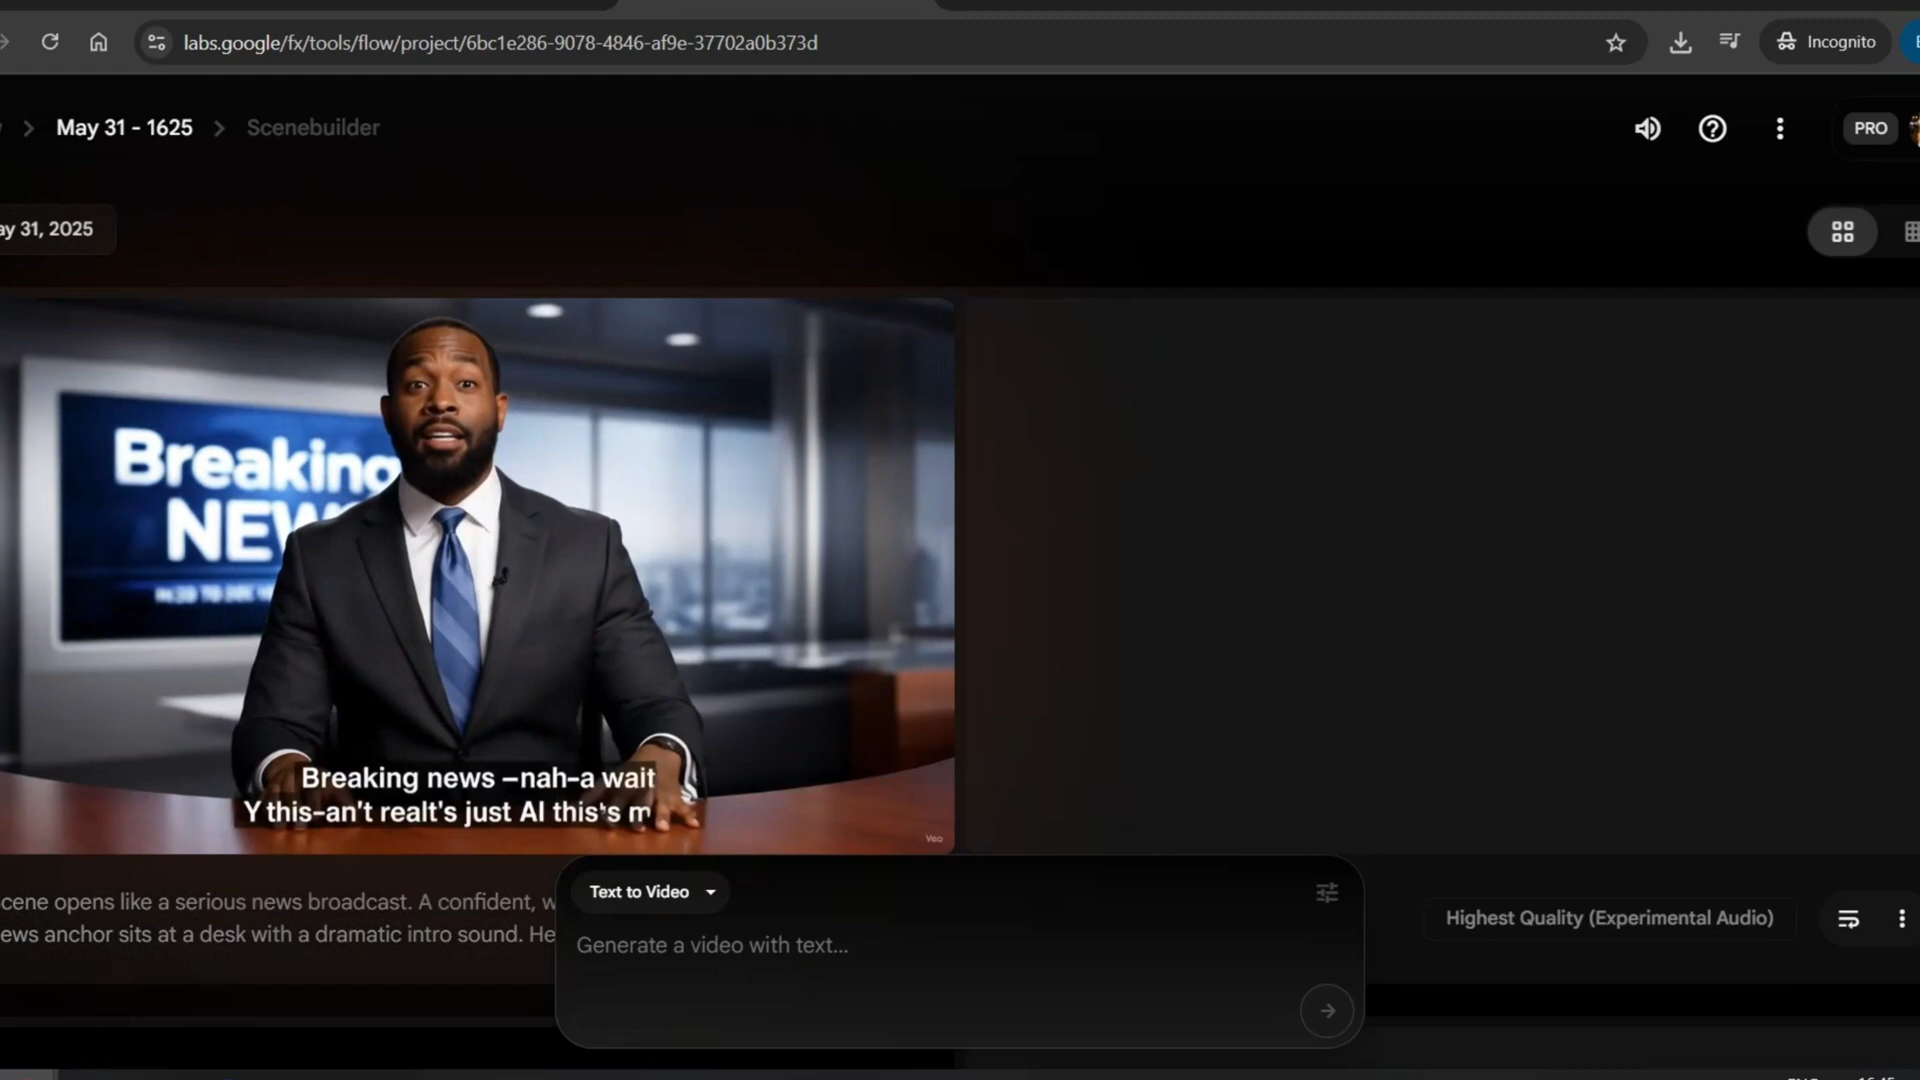 labs.google/fx/tools/flow/project/6bc1e286-9078-4846-af9e-37702a0b373d
Incognito
May 31 - 1625
Scenebuilder
PRO
ay 31, 2025
Breaking
NEW
Breaking news –nah–a wait
Y this–an't realt's just AI this's m
Veo
Text to Video
cene opens like a serious news broadcast. A confident, w
ews anchor sits at a desk with a dramatic intro sound. He
Generate a video with text...
Highest Quality (Experimental Audio)